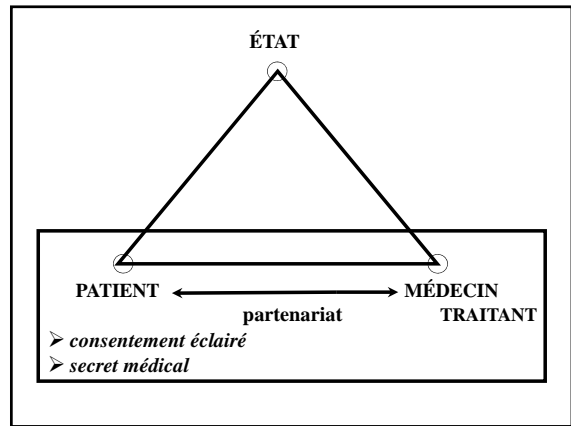 ÉTAT
PATIENT
MÉDECIN
TRAITANT
partenariat
➢ consentement éclairé
➢ secret médical